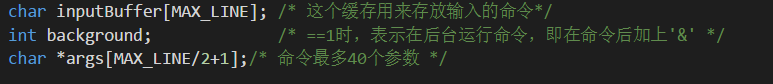 char inputBuffer[MAX_LINE]; /* 这个缓存用来存放输入的命令*/
int background;             /* ==1时，表示在后台运行命令，即在命令后加上'&' */
char *args[MAX_LINE/2+1];/* 命令最多40个参数 */